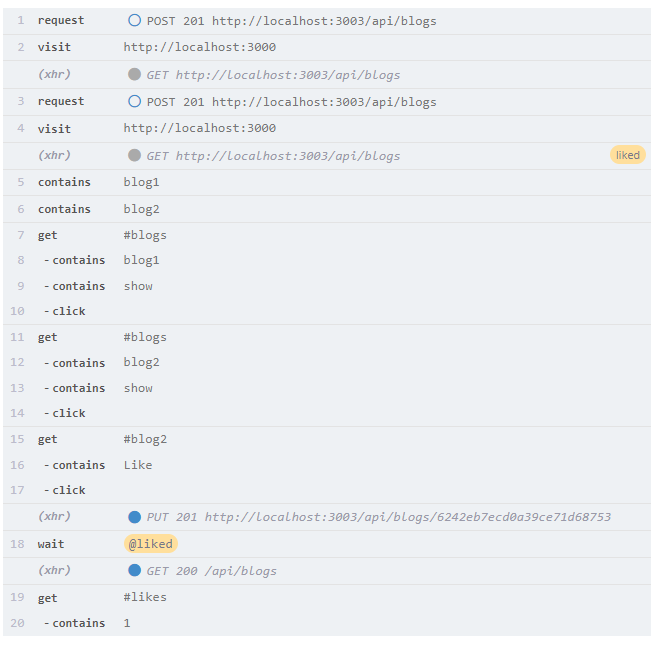 1 request POST 201 http://localhost:3003/api/blogs
2 visit http://localhost:3000
(xhr) GET http://localhost:3003/api/blogs
3 request POST 201 http://localhost:3003/api/blogs
4 visit http://localhost:3000
(xhr) GET http://localhost:3003/api/blogs liked
5 contains blog1
6 contains blog2
7 get #blogs
8 - contains blog1
9 - contains show
10 - click
11 get #blogs
12 - contains blog2
13 - contains show
14 - click
15 get #blog2
16 - contains Like
17 - click
(xhr) PUT 201 http://localhost:3003/api/blogs/6242eb7ecd0a39ce71d68753
18 wait @liked
(xhr) GET 200 /api/blogs
19 get #likes
20 - contains 1